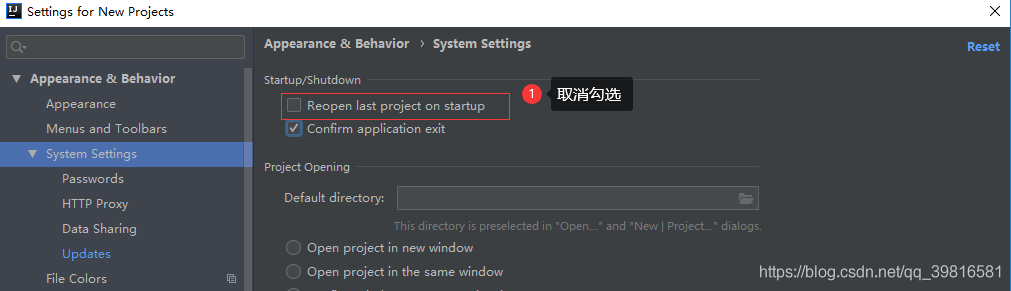 IJ
Settings for New Projects
Appearance & Behavior
Appearance
Menus and Toolbars
System Settings
Passwords
HTTP Proxy
Data Sharing
Updates
File Colors
Appearance & Behavior › System Settings
Reset
Startup/Shutdown
Reopen last project on startup
1 取消勾选
Confirm application exit
Project Opening
Default directory:
This directory is preselected in "Open..." and "New | Project..." dialogs.
Open project in new window
Open project in the same window
https://blog.csdn.net/qq_39816581